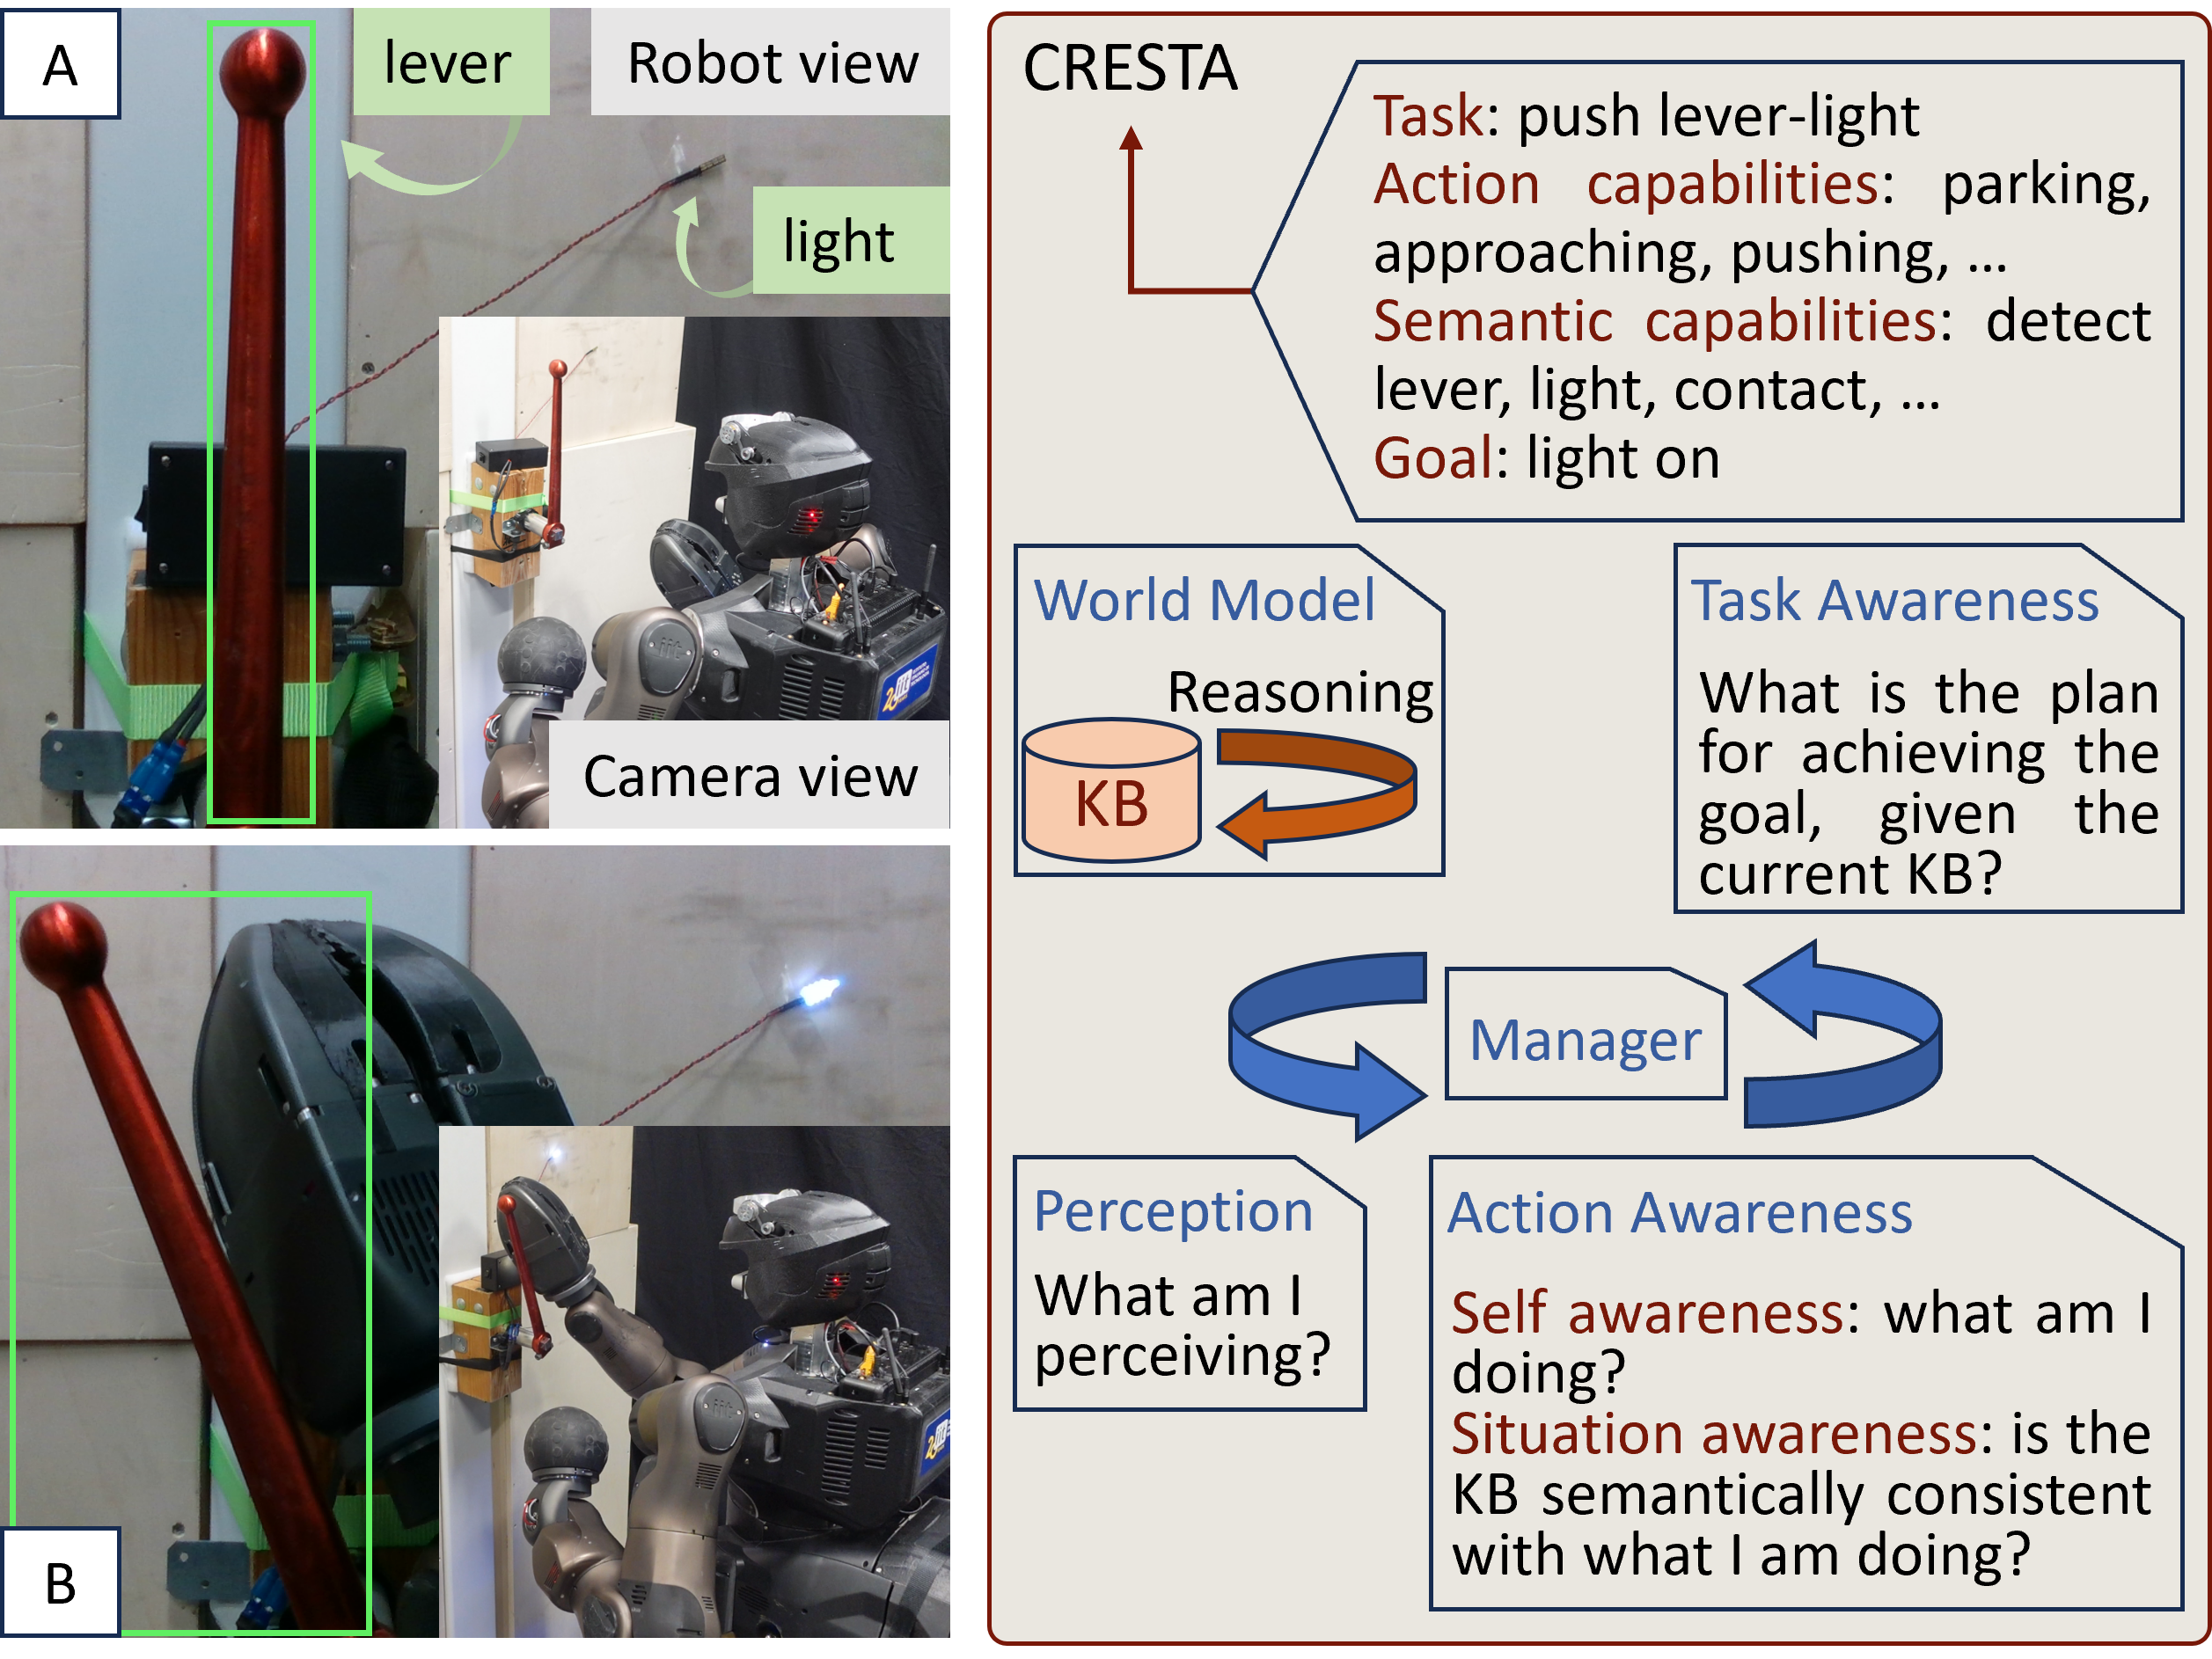 A
lever
Robot view
light
iit
iit
Camera view
B
iit
CRESTA
Task: push lever-light
Action capabilities: parking,
approaching, pushing, ...
Semantic capabilities: detect
lever, light, contact, ...
Goal: light on
World Model
Reasoning
KB
Task Awareness
What is the plan
for achieving the
goal, given the
current KB?
Manager
Perception
What am I
perceiving?
Action Awareness
Self awareness: what am I
doing?
Situation awareness: is the
KB semantically consistent
with what I am doing?